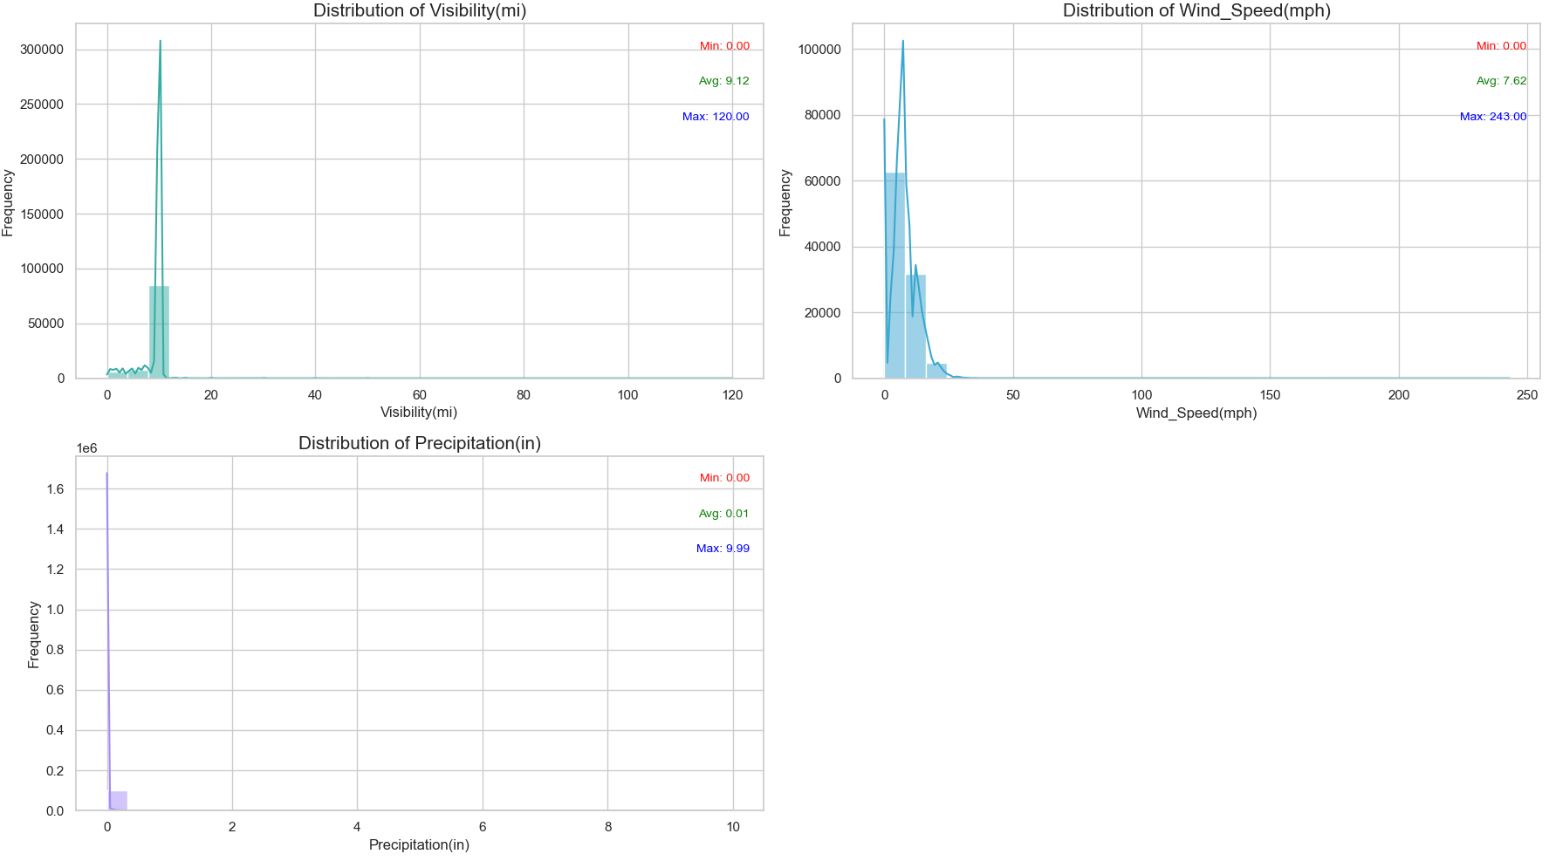 Distribution of Visibility(mi)
300000
250000
200000
150000
100000
50000
0
Frequency
Min: 0.00
Avg: 9.12
Max: 120.00
0 20 40 60 80 100 120
Visibility(mi)
Distribution of Wind_Speed(mph)
100000
80000
60000
40000
20000
0
Frequency
Min: 0.00
Avg: 7.62
Max: 243.00
0 50 100 150 200 250
Wind_Speed(mph)
Distribution of Precipitation(in)
1e6
1.6
1.4
1.2
1.0
0.8
0.6
0.4
0.2
0.0
Frequency
Min: 0.00
Avg: 0.01
Max: 9.99
0 2 4 6 8 10
Precipitation(in)